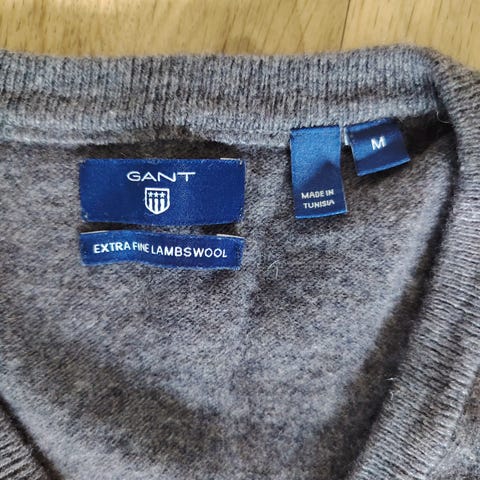 GANT
EXTRA FINE LAMBSWOOL
MADE IN
TUNISIA
M